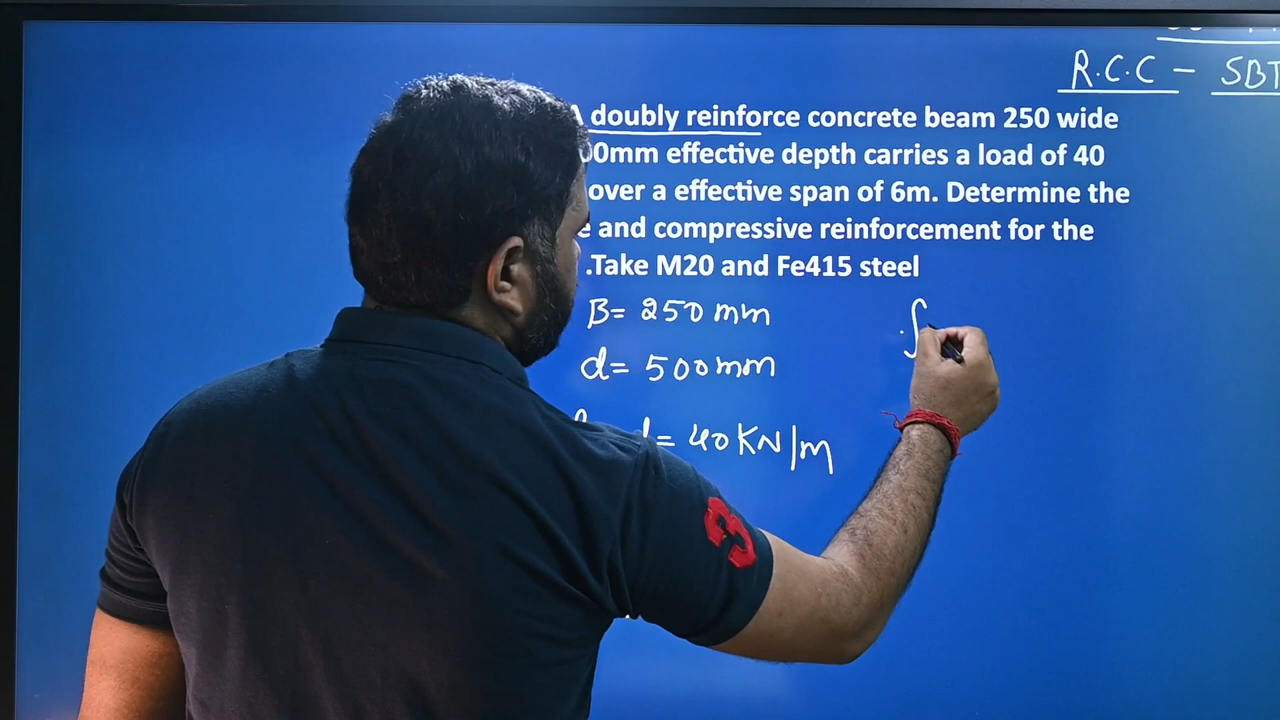 R.C.C - SBT
A doubly reinforce concrete beam 250 wide
00mm effective depth carries a load of 40
over a effective span of 6m. Determine the
e and compressive reinforcement for the
.Take M20 and Fe415 steel
B= 250 mm
d= 500mm
= 40 KN/m
3